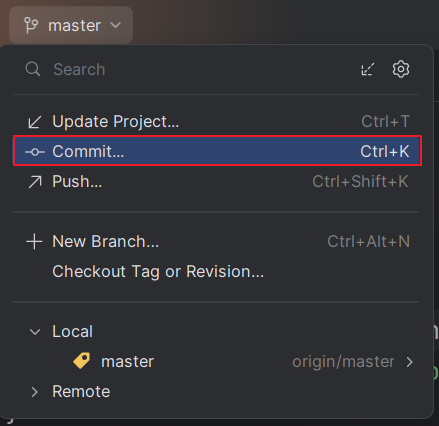 master
Search
Update Project... Ctrl+T
Commit... Ctrl+K
Push... Ctrl+Shift+K
New Branch... Ctrl+Alt+N
Checkout Tag or Revision...
Local
master origin/master
Remote